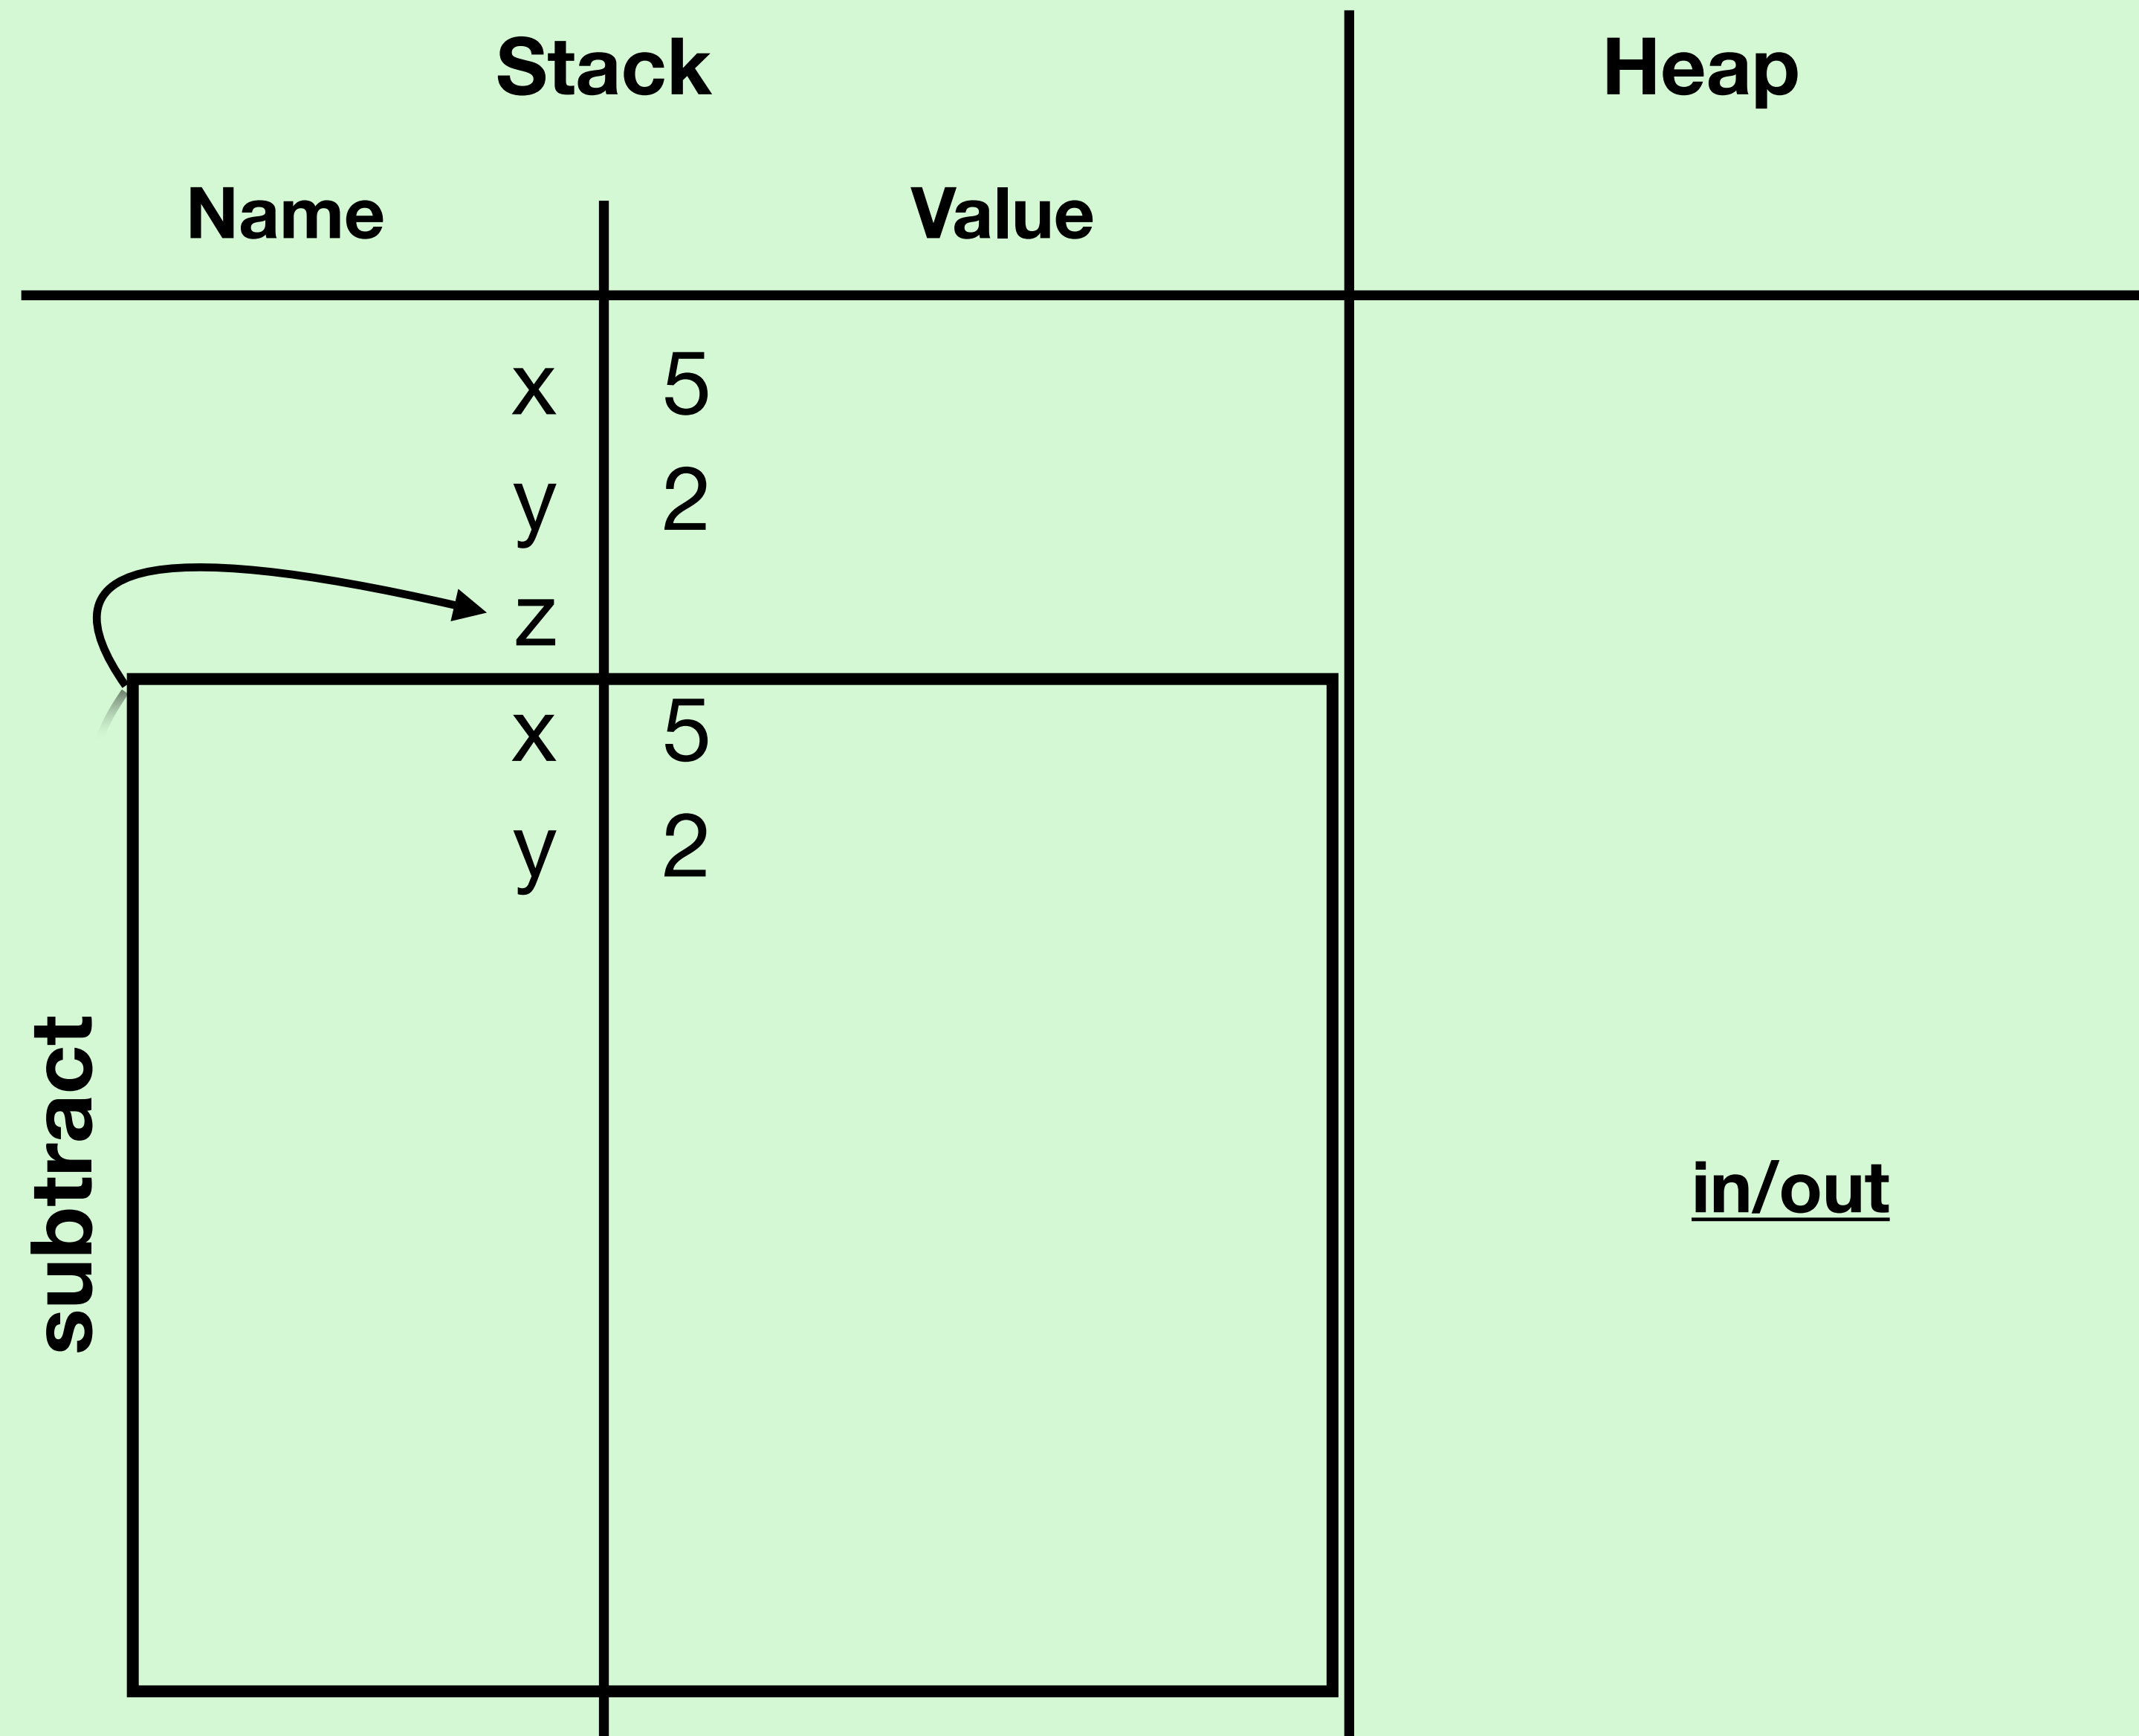 Stack
Heap
Name
Value
x 5
y 2
z
x 5
y 2
subtract
in/out